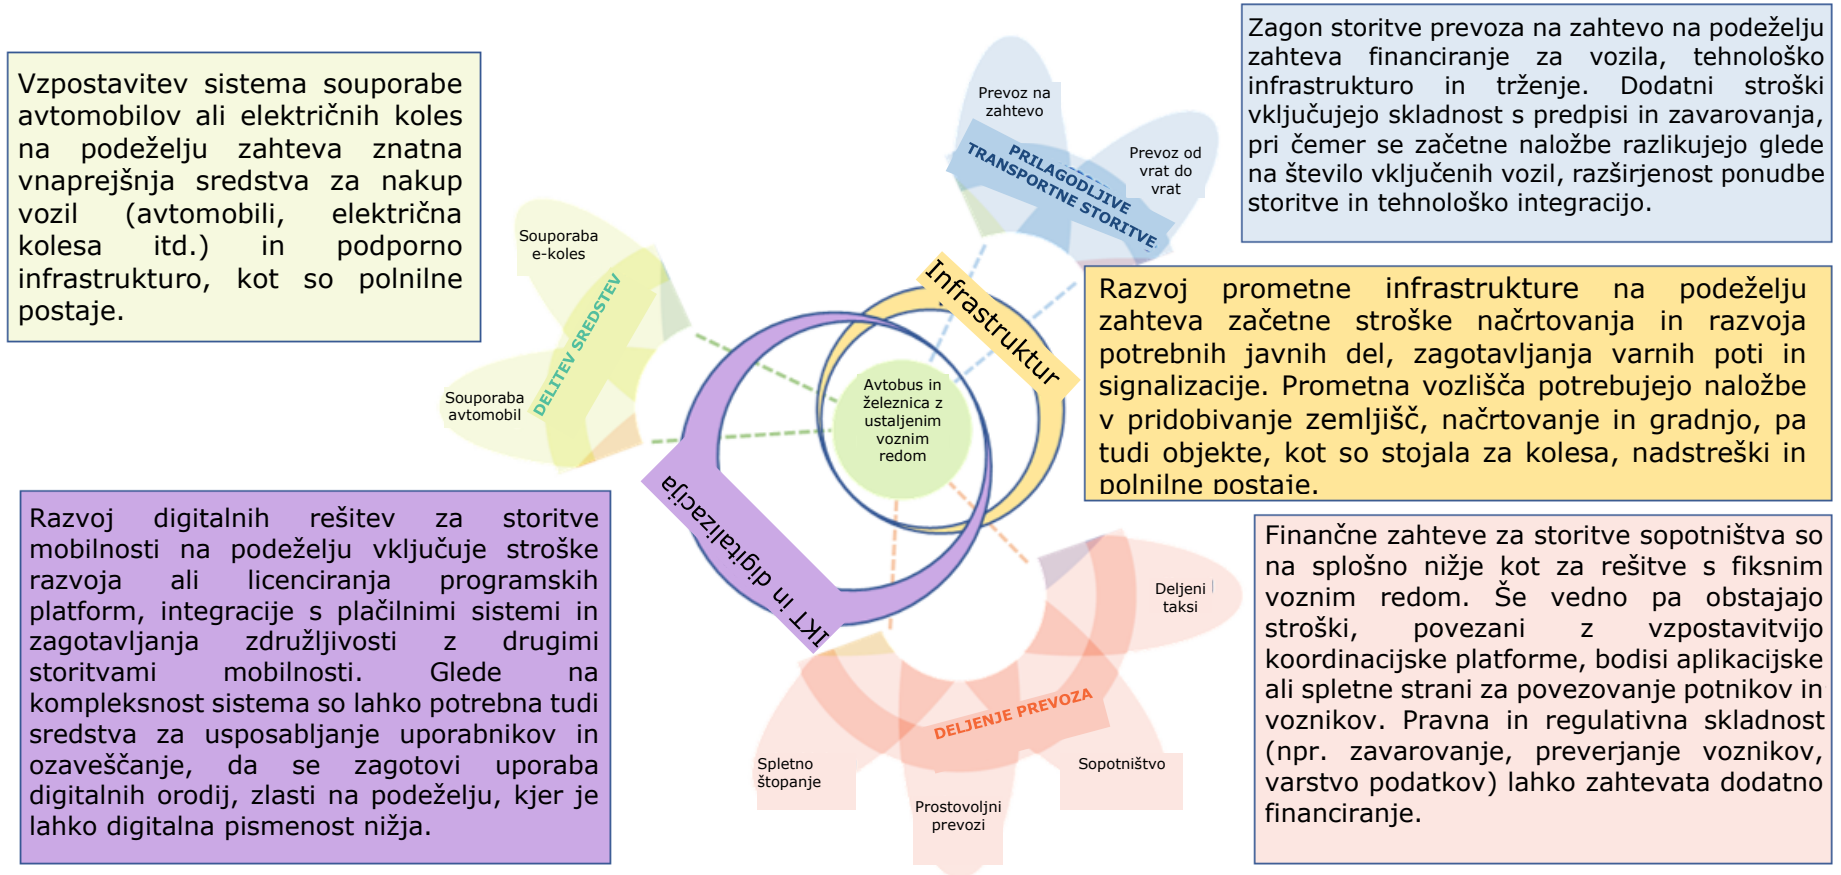 Vzpostavitev sistema souporabe
avtomobilov ali električnih koles
na podeželju zahteva znatna
vnaprejšnja sredstva za nakup
vozil (avtomobili, električna
kolesa itd.) in podporno
infrastrukturo, kot so polnilne
postaje.
Zagon storitve prevoza na zahtevo na podeželju
zahteva financiranje za vozila, tehnološko
infrastrukturo in trženje. Dodatni stroški
vključujejo skladnost s predpisi in zavarovanja,
pri čemer se začetne naložbe razlikujejo glede
na število vključenih vozil, razširjenost ponudbe
storitve in tehnološko integracijo.
Prevoz na
zahtevo
PRILAGODLJIVE
TRANSPORTNE STORITVE
Prevoz od
vrat do
vrat
Souporaba
e-koles
DELITEV SREDSTEV
Souporaba
avtomobil
Infrastruktur
Avtobus in
železnica z
ustaljenim
voznim
redom
IKT in digitalizacija
Razvoj prometne infrastrukture na podeželju
zahteva začetne stroške načrtovanja in razvoja
potrebnih javnih del, zagotavljanja varnih poti in
signalizacije. Prometna vozlišča potrebujejo naložbe
v pridobivanje zemljišč, načrtovanje in gradnjo, pa
tudi objekte, kot so stojala za kolesa, nadstreški in
polnilne postaje.
Razvoj digitalnih rešitev za storitve
mobilnosti na podeželju vključuje stroške
razvoja ali licenciranja programskih
platform, integracije s plačilnimi sistemi in
zagotavljanja združljivosti z drugimi
storitvami mobilnosti. Glede na
kompleksnost sistema so lahko potrebna tudi
sredstva za usposabljanje uporabnikov in
ozaveščanje, da se zagotovi uporaba
digitalnih orodij, zlasti na podeželju, kjer je
lahko digitalna pismenost nižja.
Deljeni
taksi
DELJENJE PREVOZA
Spletno
štopanje
Prostovoljni
prevozi
Sopotništvo
Finančne zahteve za storitve sopotništva so
na splošno nižje kot za rešitve s fiksnim
voznim redom. Še vedno pa obstajajo
stroški, povezani z vzpostavitvijo
koordinacijske platforme, bodisi aplikacijske
ali spletne strani za povezovanje potnikov in
voznikov. Pravna in regulativna skladnost
(npr. zavarovanje, preverjanje voznikov,
varstvo podatkov) lahko zahtevata dodatno
financiranje.